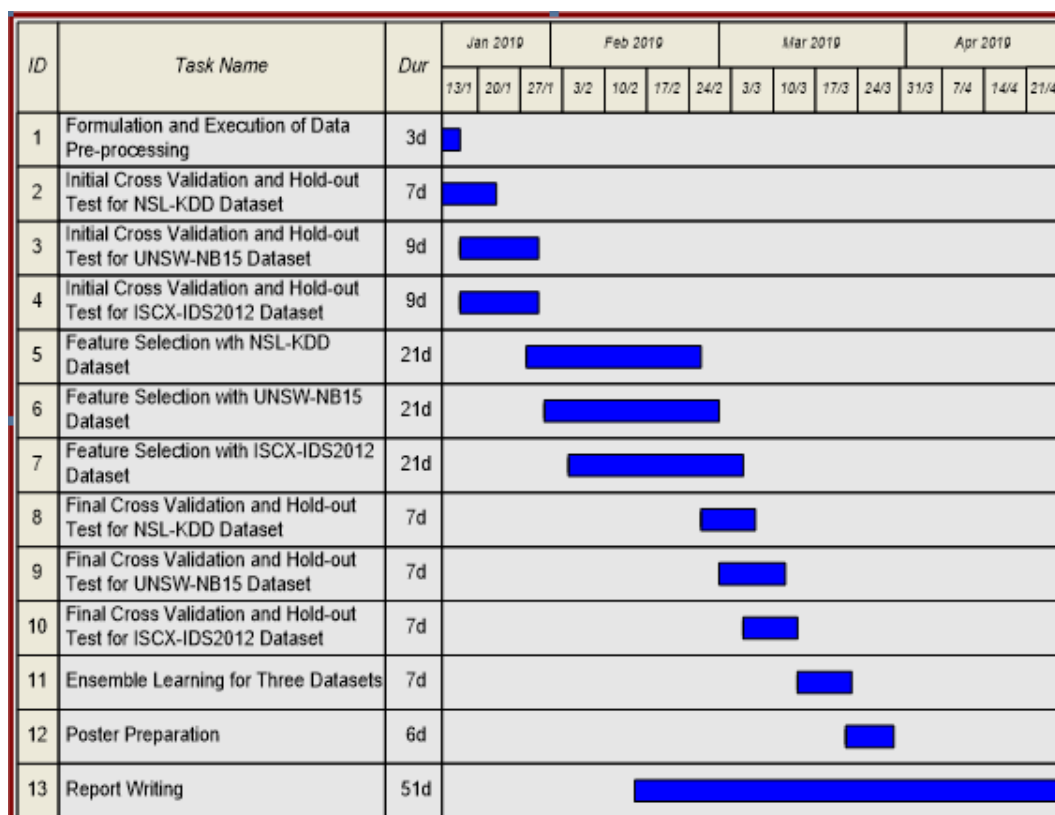 ID Task Name Dur Jan 2019 Feb 2019 Mar 2019 Apr 2019
13/1 20/1 27/1 3/2 10/2 17/2 24/2 3/3 10/3 17/3 24/3 31/3 7/4 14/4 21/4
1 Formulation and Execution of Data
Pre-processing 3d
2 Initial Cross Validation and Hold-out
Test for NSL-KDD Dataset 7d
3 Initial Cross Validation and Hold-out
Test for UNSW-NB15 Dataset 9d
4 Initial Cross Validation and Hold-out
Test for ISCX-IDS2012 Dataset 9d
5 Feature Selection wth NSL-KDD
Dataset 21d
6 Feature Selection with UNSW-NB15
Dataset 21d
7 Feature Selection with ISCX-IDS2012
Dataset 21d
8 Final Cross Validation and Hold-out
Test for NSL-KDD Dataset 7d
9 Final Cross Validation and Hold-out
Test for UNSW-NB15 Dataset 7d
10 Final Cross Validation and Hold-out
Test for ISCX-IDS2012 Dataset 7d
11 Ensemble Learning for Three Datasets 7d
12 Poster Preparation 6d
13 Report Writing 51d